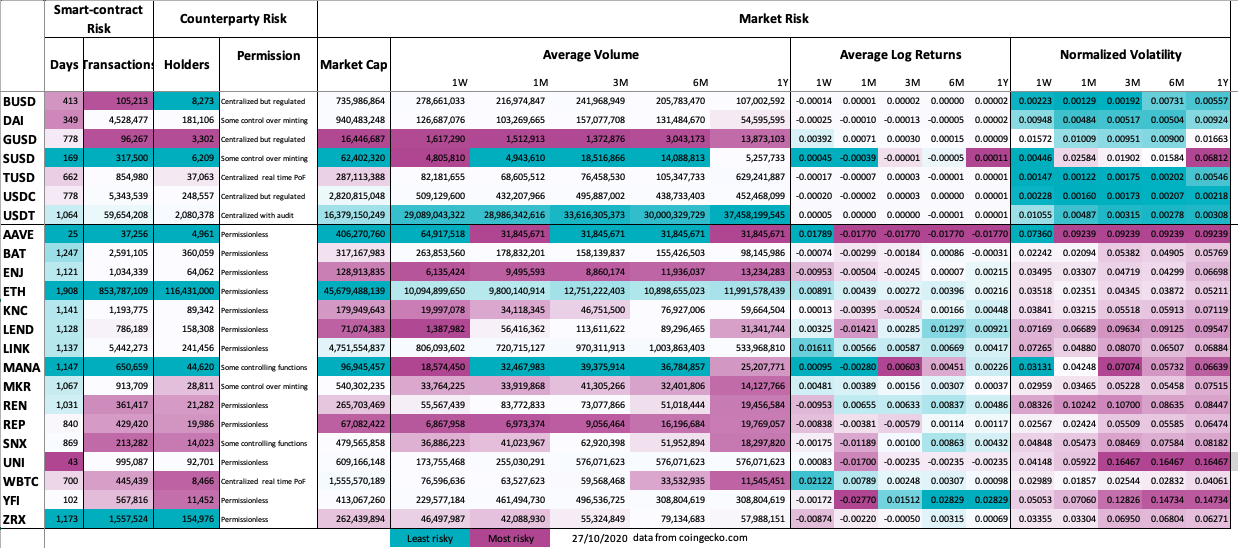 Smart-contract Risk Counterparty Risk Market Risk
Days Transactions Holders Permission Market Cap Average Volume Average Log Returns Normalized Volatility
1W 1M 3M 6M 1Y 1W 1M 3M 6M 1Y 1W 1M 3M 6M 1Y
BUSD 413 105,213 8,273 Centralized but regulated 735,986,864 278,661,033 216,974,847 241,968,949 205,783,470 107,002,592 -0.00014 0.00001 0.00002 0.00000 0.00002 0.00223 0.00129 0.00192 0.00731 0.00557
DAI 349 4,528,477 181,106 Some control over minting 940,483,248 126,687,076 103,269,665 157,077,708 131,484,670 54,595,595 -0.00025 -0.00010 -0.00013 -0.00005 0.00002 0.00948 0.00484 0.00517 0.00504 0.00924
GUSD 778 96,267 3,302 Centralized but regulated 16,446,687 1,617,290 1,512,913 1,372,876 3,043,173 13,873,103 0.00392 0.00071 0.00030 0.00015 0.00009 0.01572 0.01009 0.00951 0.00900 0.01663
SUSD 169 317,500 6,209 Some control over minting 62,402,320 4,805,810 4,943,610 18,516,866 14,088,813 5,257,733 0.00045 -0.00039 -0.00001 -0.00005 0.00011 0.00446 0.02584 0.01902 0.01584 0.06812
TUSD 662 854,980 37,063 Centralized real time PoF 287,113,388 82,181,655 68,605,512 76,458,530 105,347,733 629,241,887 -0.00017 -0.00007 0.00003 -0.00001 0.00001 0.00147 0.00122 0.00175 0.00202 0.00546
USDC 778 5,343,539 248,557 Centralized but regulated 2,820,815,048 509,129,600 432,207,966 495,887,002 438,733,403 452,468,099 -0.00020 -0.00002 0.00003 0.00000 0.00001 0.00228 0.00160 0.00173 0.00207 0.00218
USDT 1,064 59,654,208 2,080,378 Centralized with audit 16,379,150,249 29,089,043,322 28,986,342,616 33,616,305,373 30,000,329,729 37,458,199,545 0.00005 0.00000 0.00000 -0.00001 0.00001 0.01055 0.00487 0.00315 0.00278 0.00308
AAVE 25 37,256 4,961 Permissionless 406,270,760 64,917,518 31,845,671 31,845,671 31,845,671 31,845,671 0.01789 -0.01770 -0.01770 -0.01770 -0.01770 0.07360 0.09239 0.09239 0.09239 0.09239
BAT 1,247 2,591,105 360,059 Permissionless 317,167,983 263,853,560 178,832,201 158,139,837 155,426,503 98,145,986 -0.00074 -0.00299 -0.00184 0.00086 -0.00031 0.02242 0.02094 0.05382 0.04905 0.05769
ENJ 1,121 1,034,339 64,062 Permissionless 128,913,835 6,135,424 9,495,593 8,860,174 11,936,037 13,234,283 -0.00953 -0.00504 -0.00245 0.00007 0.00215 0.03495 0.03307 0.04719 0.04299 0.06698
ETH 1,908 853,787,109 116,431,000 Permissionless 45,679,488,139 10,094,899,650 9,800,140,914 12,751,222,403 10,898,655,023 11,991,578,439 0.00891 0.00439 0.00272 0.00396 0.00216 0.03518 0.02351 0.04345 0.03872 0.05211
KNC 1,141 1,193,775 89,342 Permissionless 179,949,643 19,997,078 34,118,345 46,751,500 76,927,006 59,664,504 0.00013 -0.00395 -0.00524 0.00166 0.00448 0.03841 0.03215 0.05518 0.05913 0.07119
LEND 1,128 786,189 158,308 Permissionless 71,074,383 1,387,982 56,416,362 113,611,622 89,296,465 31,341,744 0.00325 -0.01421 0.00285 0.01297 0.00921 0.07169 0.06689 0.09634 0.09125 0.09547
LINK 1,137 5,442,273 241,456 Permissionless 4,751,554,837 806,093,602 720,715,127 970,311,913 1,003,863,403 533,968,810 0.01611 0.00566 0.00587 0.00669 0.00417 0.07265 0.04880 0.08070 0.06507 0.06884
MANA 1,147 650,659 44,620 Some controlling functions 96,945,457 18,574,450 32,467,983 39,375,914 36,784,857 25,207,771 0.00095 -0.00280 0.00603 0.00451 0.00226 0.03131 0.04248 0.07074 0.05732 0.06639
MKR 1,067 913,709 28,811 Some control over minting 540,302,235 33,764,225 33,919,868 41,305,266 32,401,806 14,127,766 0.00481 0.00389 0.00156 0.00307 0.00037 0.02959 0.03465 0.05228 0.05458 0.07515
REN 1,031 361,417 21,282 Permissionless 265,703,469 55,567,439 83,772,833 73,077,866 51,018,444 19,456,584 -0.00953 0.00655 0.00633 0.00837 0.00486 0.08326 0.10242 0.10700 0.08635 0.08447
REP 840 429,420 19,986 Permissionless 67,082,422 6,867,958 6,973,374 9,056,464 16,196,684 19,769,057 -0.00838 -0.00381 -0.00579 0.00114 0.00117 0.02567 0.02424 0.05509 0.05585 0.06474
SNX 869 213,282 14,023 Some controlling functions 479,565,858 36,886,223 41,023,967 62,920,398 51,952,894 18,297,820 -0.00175 -0.01189 0.00100 0.00863 0.00432 0.04848 0.05473 0.08469 0.07584 0.08182
UNI 43 995,087 92,701 Permissionless 609,166,148 173,755,468 255,030,291 576,071,623 576,071,623 576,071,623 0.00083 -0.01700 -0.00235 -0.00235 -0.00235 0.04148 0.05922 0.16467 0.16467 0.16467
WBTC 700 445,439 8,466 Centralized real time PoF 1,555,570,189 76,596,636 63,527,623 59,568,468 33,532,935 11,545,451 0.02122 0.00789 0.00248 0.00307 0.00098 0.02989 0.01857 0.02544 0.02832 0.04061
YFI 102 567,816 11,452 Permissionless 413,067,260 229,577,184 461,494,730 496,536,725 308,804,619 308,804,619 -0.00172 -0.02770 0.01512 0.02829 0.02829 0.05053 0.07060 0.12826 0.14734 0.14734
ZRX 1,173 1,557,524 154,976 Permissionless 262,439,894 46,497,987 42,088,930 55,324,849 79,134,683 57,988,151 -0.00874 -0.00220 -0.00050 0.00315 0.00069 0.03355 0.03304 0.06950 0.06804 0.06271
Least risky Most risky 27/10/2020 data from coingecko.com